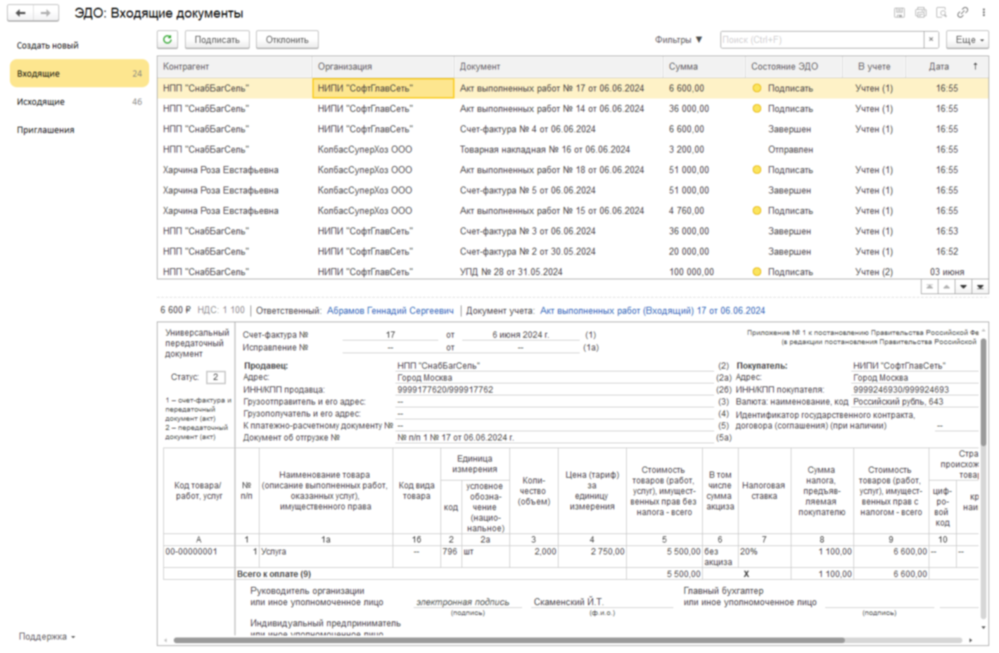 ЭДО: Входящие документы
Создать новый
Входящие 24
Исходящие 46
Приглашения
Подписать Отклонить Фильтры ▼ Поиск (Ctrl+F) × Еще
Контрагент Организация Документ Сумма Состояние ЭДО В учете Дата ↑
НПП "СнабБагСель" НИПИ "СофтГлавСеть" Акт выполненных работ № 17 от 06.06.2024 6 600,00 Подписать Учтен (1) 16:55
НПП "СнабБагСель" НИПИ "СофтГлавСеть" Акт выполненных работ № 14 от 06.06.2024 36 000,00 Подписать Учтен (1) 16:55
НПП "СнабБагСель" НИПИ "СофтГлавСеть" Счет-фактура № 4 от 06.06.2024 6 600,00 Завершен Учтен (1) 16:55
НПП "СнабБагСель" КолбасСуперХоз ООО Товарная накладная № 16 от 06.06.2024 3 200,00 Отправлен 16:55
Харчина Роза Евстафьевна КолбасСуперХоз ООО Акт выполненных работ № 18 от 06.06.2024 51 000,00 Подписать Учтен (1) 16:55
Харчина Роза Евстафьевна КолбасСуперХоз ООО Счет-фактура № 5 от 06.06.2024 51 000,00 Завершен Учтен (1) 16:55
Харчина Роза Евстафьевна КолбасСуперХоз ООО Акт выполненных работ № 15 от 06.06.2024 4 760,00 Подписать Учтен (1) 16:55
НПП "СнабБагСель" НИПИ "СофтГлавСеть" Счет-фактура № 3 от 06.06.2024 36 000,00 Завершен Учтен (1) 16:53
НПП "СнабБагСель" НИПИ "СофтГлавСеть" Счет-фактура № 2 от 30.05.2024 20 000,00 Завершен Учтен (1) 16:52
НПП "СнабБагСель" НИПИ "СофтГлавСеть" УПД № 28 от 31.05.2024 100 000,00 Подписать Учтен (2) 03 июня
6 600 ₽ НДС: 1 100 | Ответственный: Абрамов Геннадий Сергеевич | Документ учета: Акт выполненных работ (Входящий) 17 от 06.06.2024
Универсальный
передаточный
документ
Статус: 2
1 – счет-фактура и
передаточный
документ (акт)
2 – передаточный
документ (акт)
Счет-фактура № 17 от 6 июня 2024 г. (1)
Исправление № -- от -- (1а)
Приложение № 1 к постановлению Правительства Российской Фе
(в редакции постановления Правительства Российской
Продавец: НПП "СнабБагСель" (2) Покупатель: НИПИ "СофтГлавСеть"
Адрес: Город Москва (2а) Адрес: Город Москва
ИНН/КПП продавца: 9999177620/999917762 (2б) ИНН/КПП покупателя: 9999246930/999924693
Грузоотправитель и его адрес: -- (3) Валюта: наименование, код Российский рубль, 643
Грузополучатель и его адрес: -- (4) Идентификатор государственного контракта,
К платежно-расчетному документу № -- (5) договора (соглашения) (при наличии) --
Документ об отгрузке № № п/п 1 № 17 от 06.06.2024 г. (5а)
Код товара/
работ, услуг
№
п/п
Наименование товара
(описание выполненных работ,
оказанных услуг),
имущественного права
Код вида
товара
Единица
измерения
код
условное
обозна-
чение
(нацио-
нальное)
Коли-
чество
(объем)
Цена (тариф)
за
единицу
измерения
Стоимость
товаров (работ,
услуг), имущест-
венных прав без
налога - всего
В том
числе
сумма
акциза
Налоговая
ставка
Сумма
налога,
предъяв-
ляемая
покупателю
Стоимость
товаров (работ,
услуг), имущест-
венных прав с
налогом - всего
Стра
происхож
товар
циф-
ро-
вой
код
кр
наи
А 1 1а 1б 2 2а 3 4 5 6 7 8 9 10
00-00000001 1 Услуга -- 796 шт 2,000 2 750,00 5 500,00 без 20% 1 100,00 6 600,00 -- --
акциза
Всего к оплате (9) 5 500,00 Х 1 100,00 6 600,00
Руководитель организации Главный бухгалтер
или иное уполномоченное лицо электронная подпись Скаменский Й.Т. или иное уполномоченное лицо
(подпись) (ф.и.о.) (подпись)
Индивидуальный предприниматель
или иное уполномоченное лицо
Поддержка